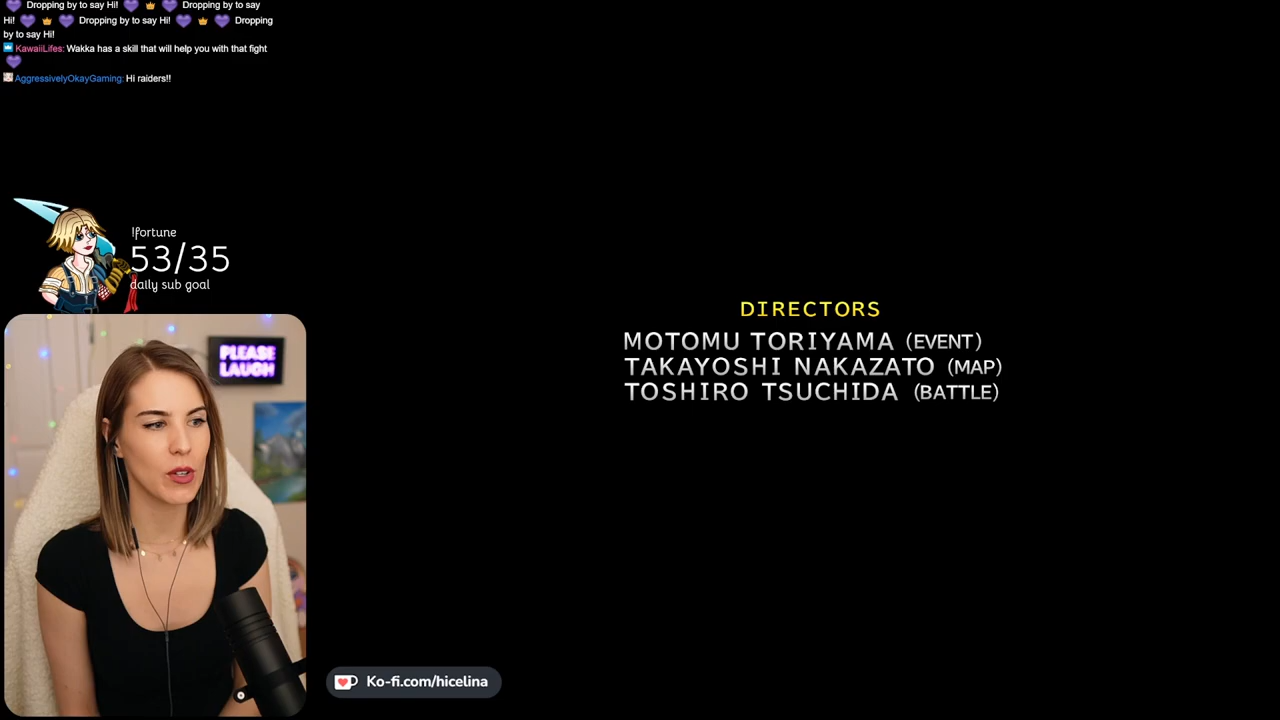 Dropping by to say Hi! Dropping by to say
Hi! Dropping by to say Hi! Dropping
by to say Hi!
KawaiiLifes: Wakka has a skill that will help you with that fight
AggressivelyOkayGaming: Hi raiders!!
!fortune
53/35
daily sub goal
PLEASE
LAUGH
DIRECTORS
MOTOMU TORIYAMA (EVENT)
TAKAYOSHI NAKAZATO (MAP)
TOSHIRO TSUCHIDA (BATTLE)
Ko-fi.com/hicelina